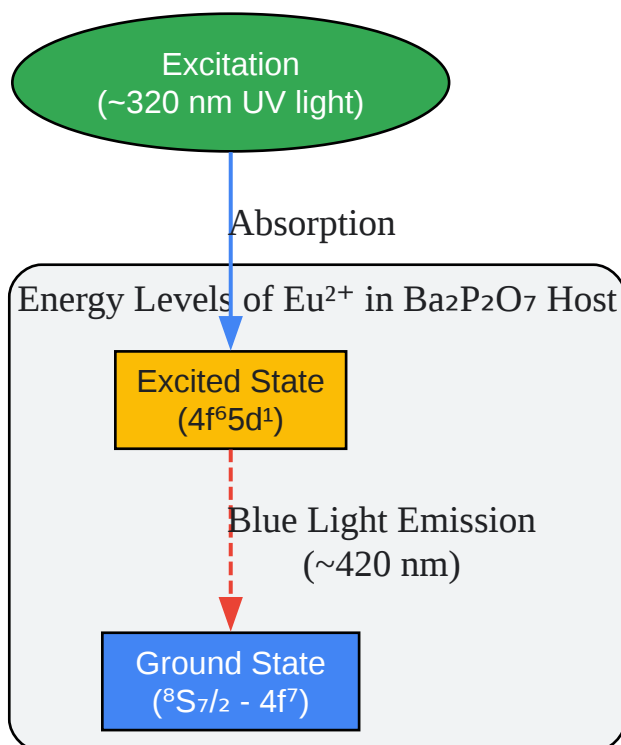 Excitation
(~320 nm UV light)
Absorption
Energy Levels of Eu²⁺ in Ba₂P₂O₇ Host
Excited State
(4f⁶5d¹)
Blue Light Emission
(~420 nm)
Ground State
(⁸S₇/₂ - 4f⁷)